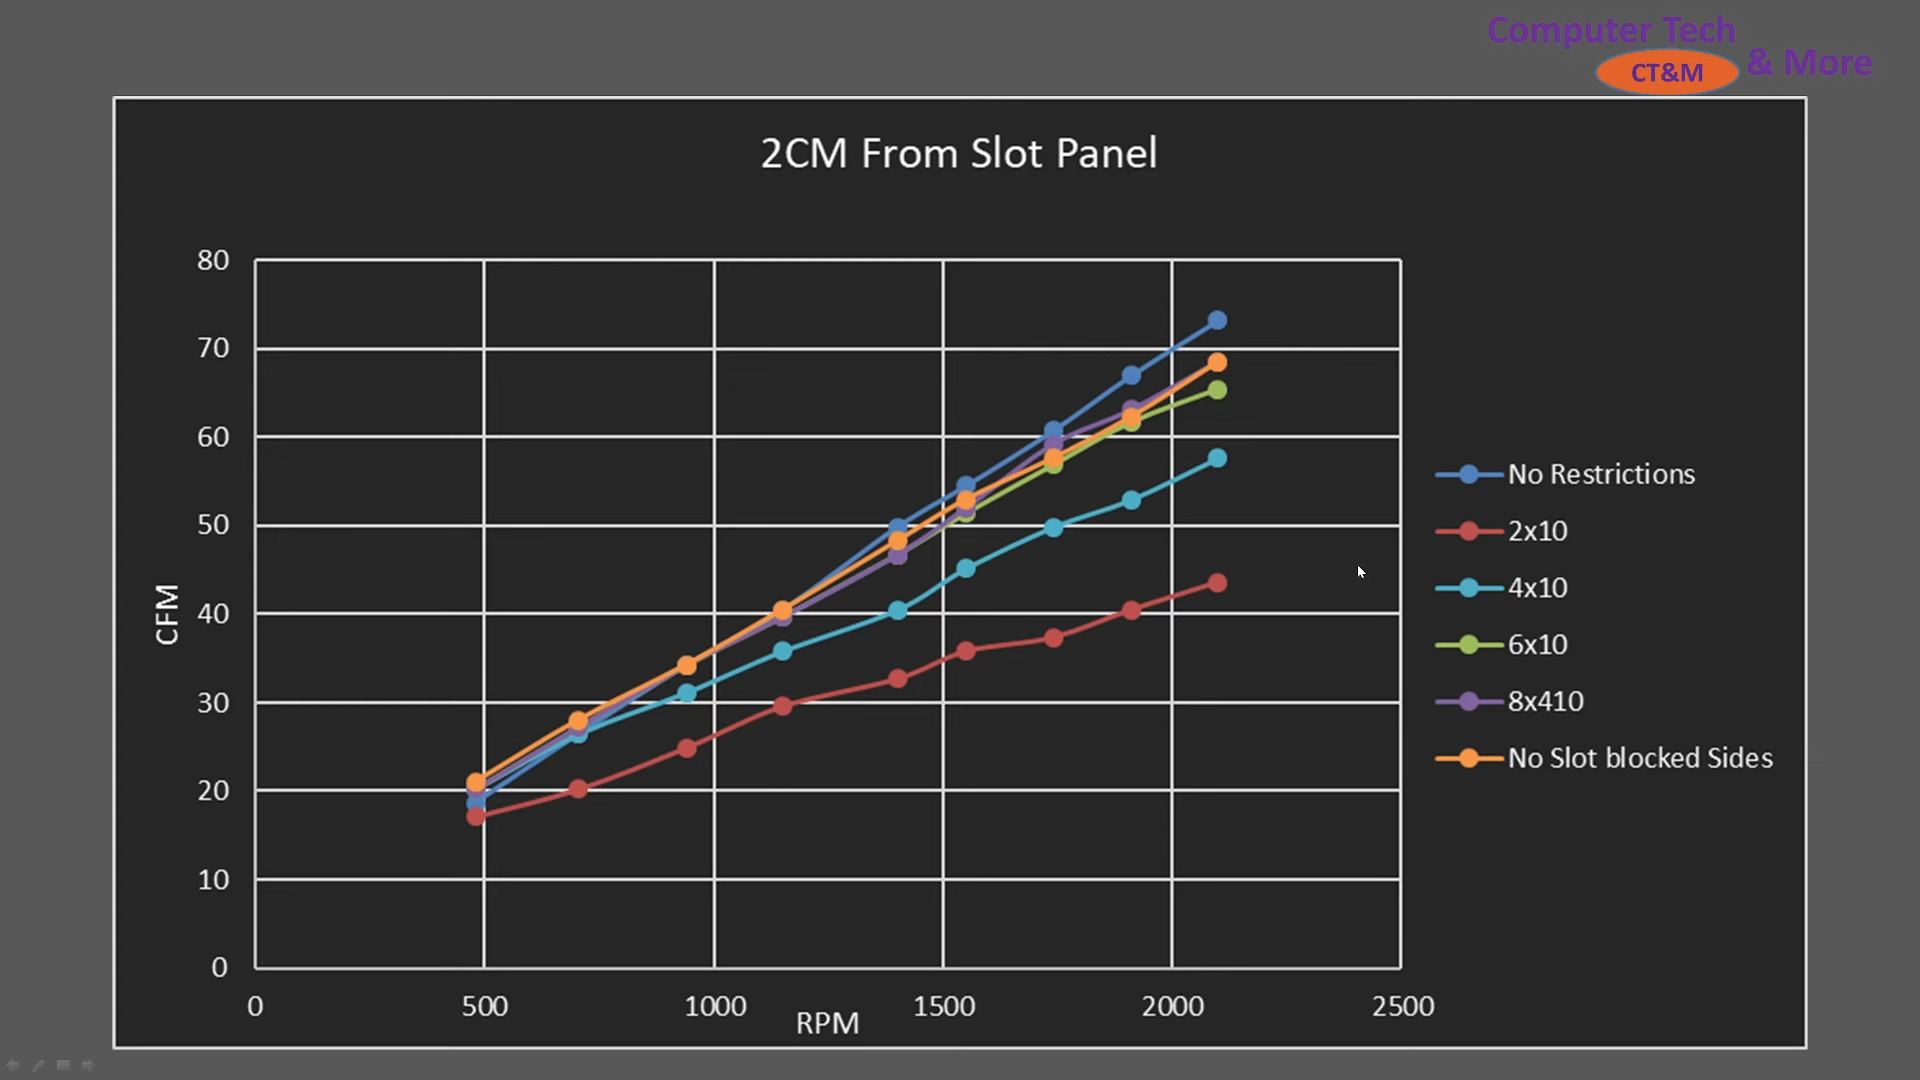 Computer Tech
& More
CT&M
2CM From Slot Panel
80
70
60
50
40
30
20
10
0
CFM
0 500 1000 1500 2000 2500
RPM
No Restrictions
2x10
4x10
6x10
8x410
No Slot blocked Sides